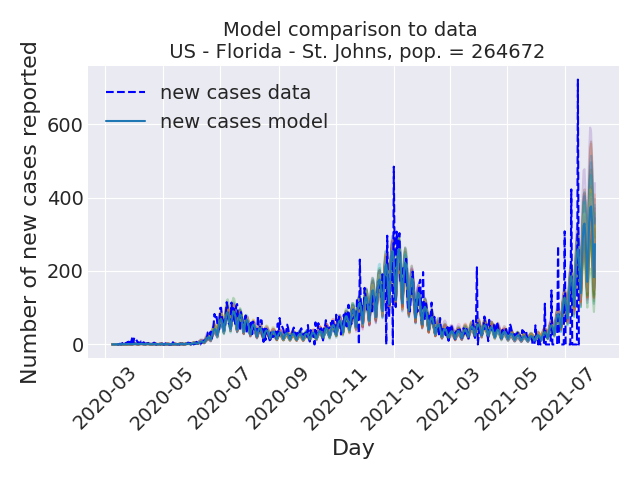 Model comparison to data
US - Florida - St. Johns, pop. = 264672
new cases data
new cases model
Number of new cases reported
600
400
200
0
2020-03
2020-05
2020-07
2020-09
2020-11
2021-01
2021-03
2021-05
2021-07
Day